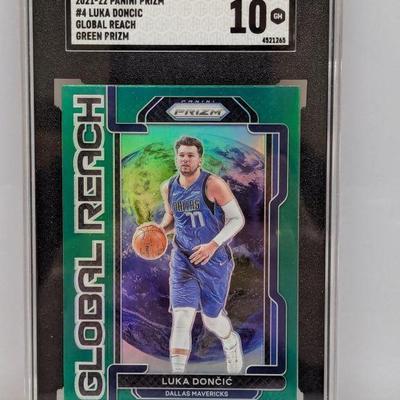 2021-22 PANINI PRIZM
#4 LUKA DONCIC
GLOBAL REACH
GREEN PRIZM
10 GM
4521265
GLOBAL REACH
PANINI
PRIZM
DALLAS
77
LUKA DONČIĆ
DALLAS MAVERICKS